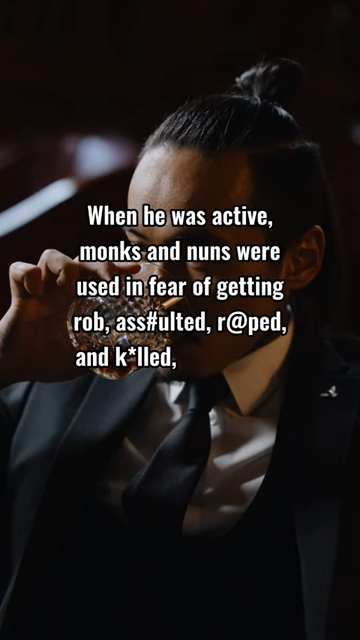 When he was active,
monks and nuns were
used in fear of getting
rob, ass#ulted, r@ped,
and k*lled,